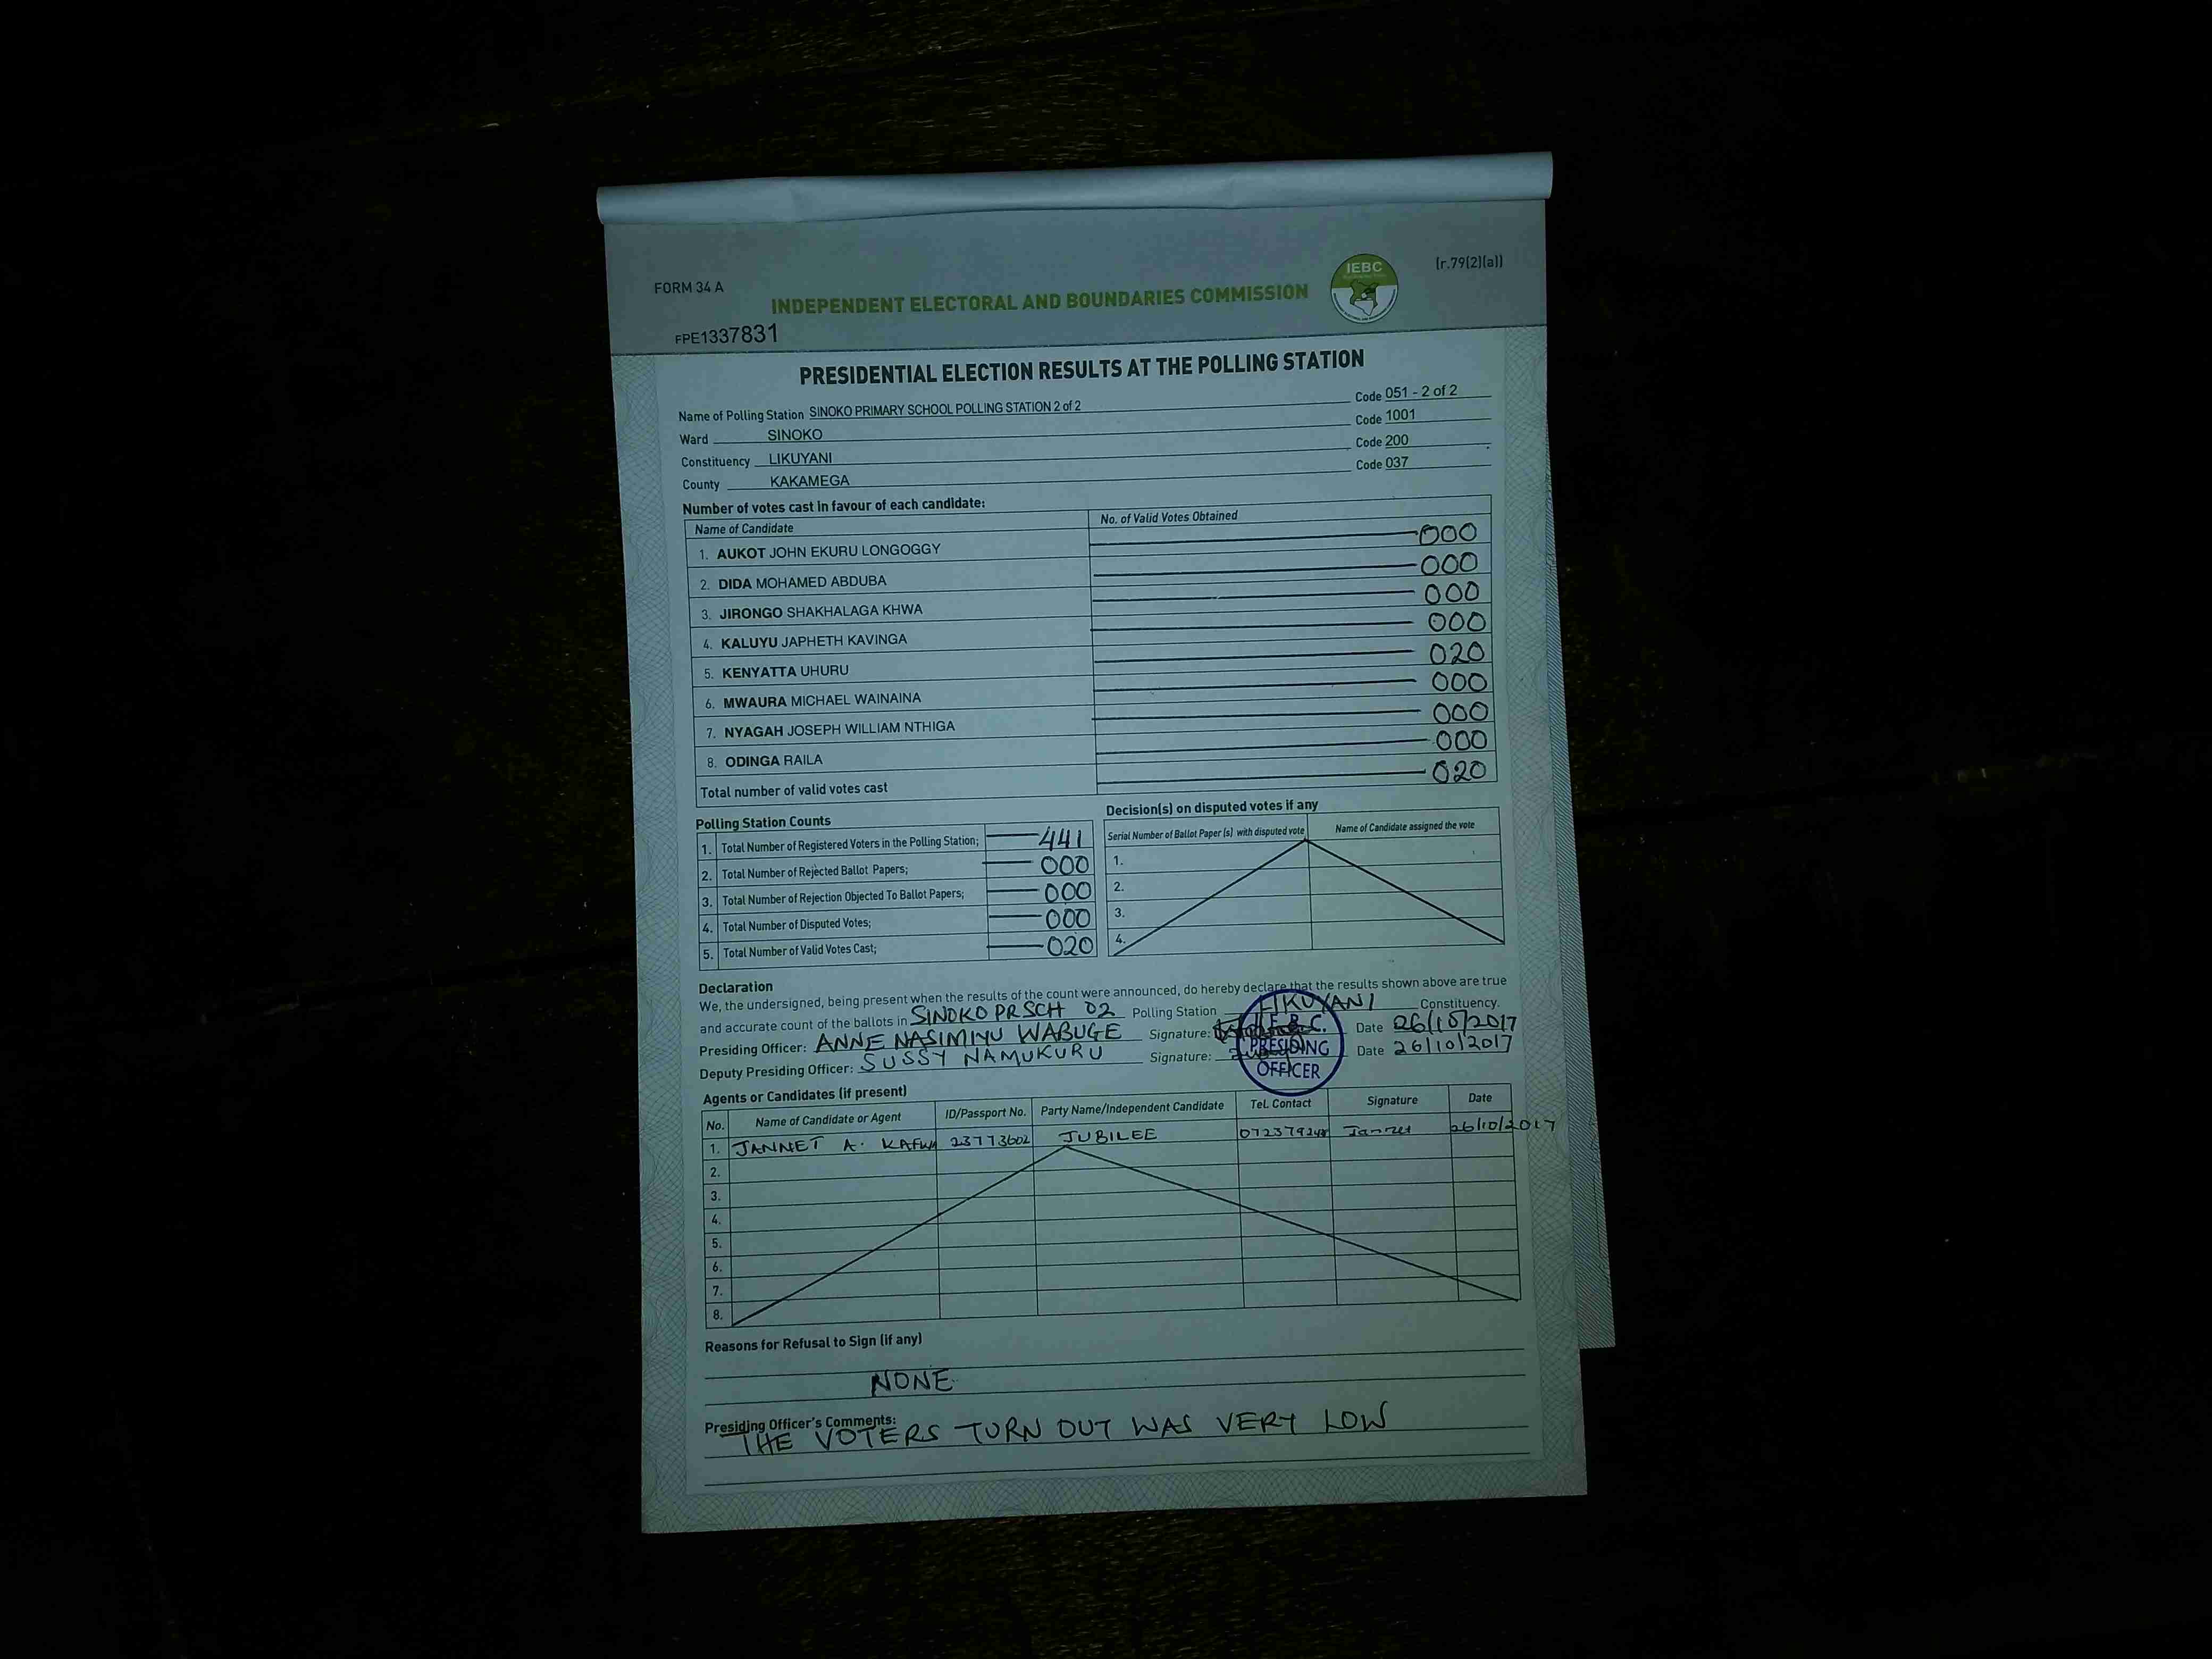 FORM 34 A
(r.79(2)(a))
IEBC
INDEPENDENT ELECTORAL AND BOUNDARIES COMMISSION
FPE1337831
PRESIDENTIAL ELECTION RESULTS AT THE POLLING STATION
Name of Polling Station SINOKO PRIMARY SCHOOL POLLING STATION 2 of 2 Code 051 - 2 of 2
Ward SINOKO Code 1001
Constituency LIKUYANI Code 200
County KAKAMEGA Code 037
Number of votes cast in favour of each candidate:
Name of Candidate No. of Valid Votes Obtained
1. AUKOT JOHN EKURU LONGOGGY 000
2. DIDA MOHAMED ABDUBA 000
3. JIRONGO SHAKHALAGA KHWA 000
4. KALUYU JAPHETH KAVINGA 000
5. KENYATTA UHURU 020
6. MWAURA MICHAEL WAINAINA 000
7. NYAGAH JOSEPH WILLIAM NTHIGA 000
8. ODINGA RAILA 000
Total number of valid votes cast 020
Polling Station Counts
1. Total Number of Registered Voters in the Polling Station; 441
2. Total Number of Rejected Ballot Papers; 000
3. Total Number of Rejection Objected To Ballot Papers; 000
4. Total Number of Disputed Votes; 000
5. Total Number of Valid Votes Cast; 020
Decision(s) on disputed votes if any
Serial Number of Ballot Paper (s) with disputed vote Name of Candidate assigned the vote
1.
2.
3.
4.
Declaration
We, the undersigned, being present when the results of the count were announced, do hereby declare that the results shown above are true
and accurate count of the ballots in SINOKO PR SCH 02 Polling Station LIKUYANI Constituency.
Presiding Officer: ANNE NASIMIYU WABUGE Signature: Date 26/10/2017
Deputy Presiding Officer: SUSSY NAMUKURU Signature: Date 26/10/2017
PRESIDING
OFFICER
Agents or Candidates (if present)
No. Name of Candidate or Agent ID/Passport No. Party Name/Independent Candidate Tel. Contact Signature Date
1. JANNET A. 23773602 JUBILEE Jannet 26/10/2017
2.
3.
4.
5.
6.
7.
8.
Reasons for Refusal to Sign (if any)
NONE
Presiding Officer's Comments:
THE VOTERS TURN OUT WAS VERY LOW